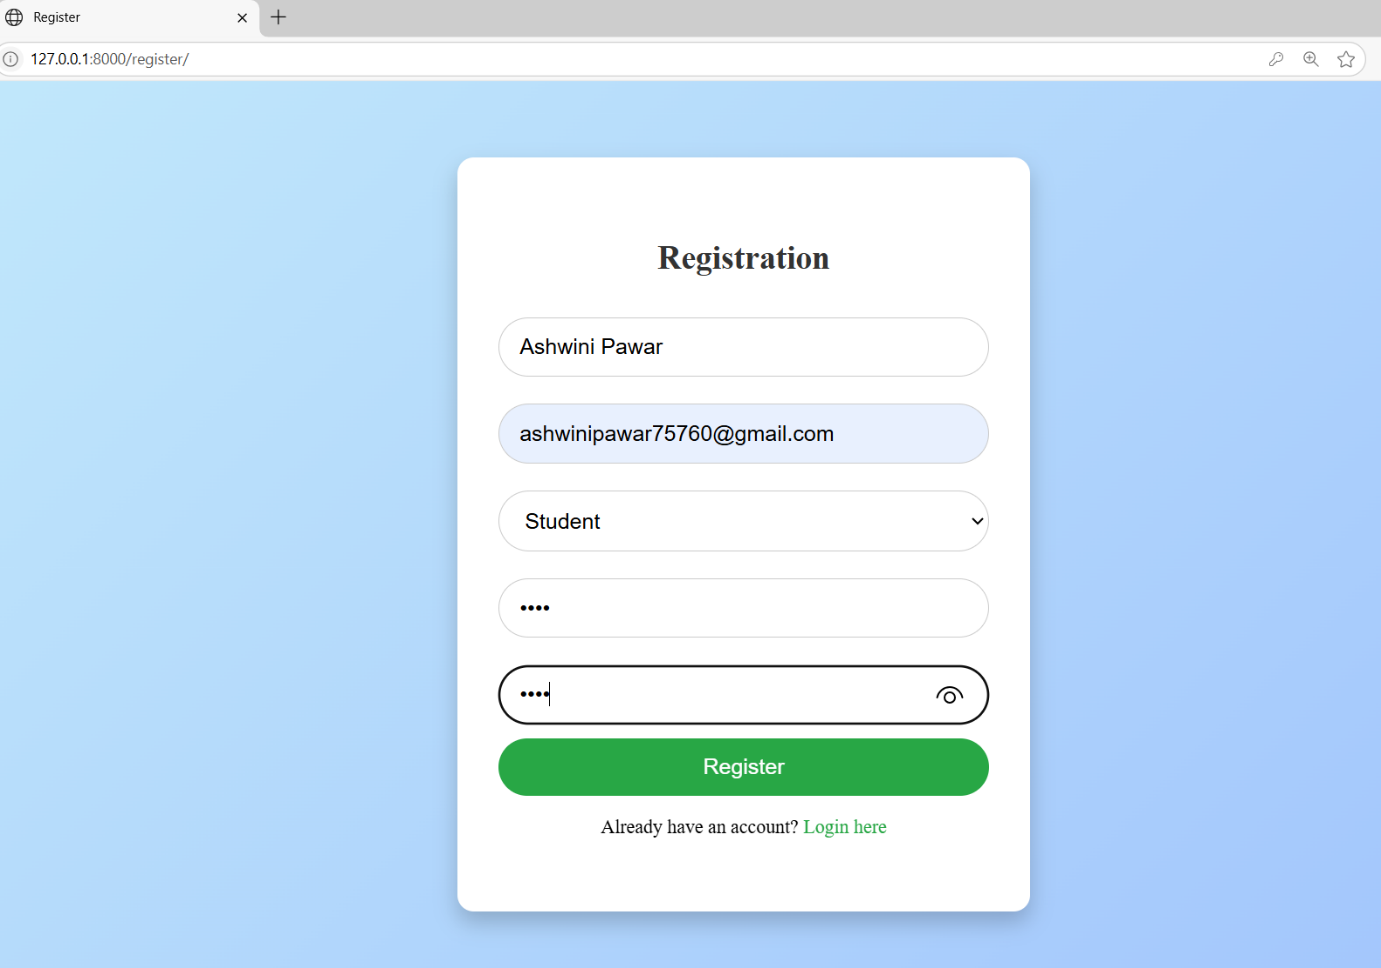 Register
127.0.0.1:8000/register/
Registration
Ashwini Pawar
ashwinipawar75760@gmail.com
Student
••••
••••
Register
Already have an account? Login here